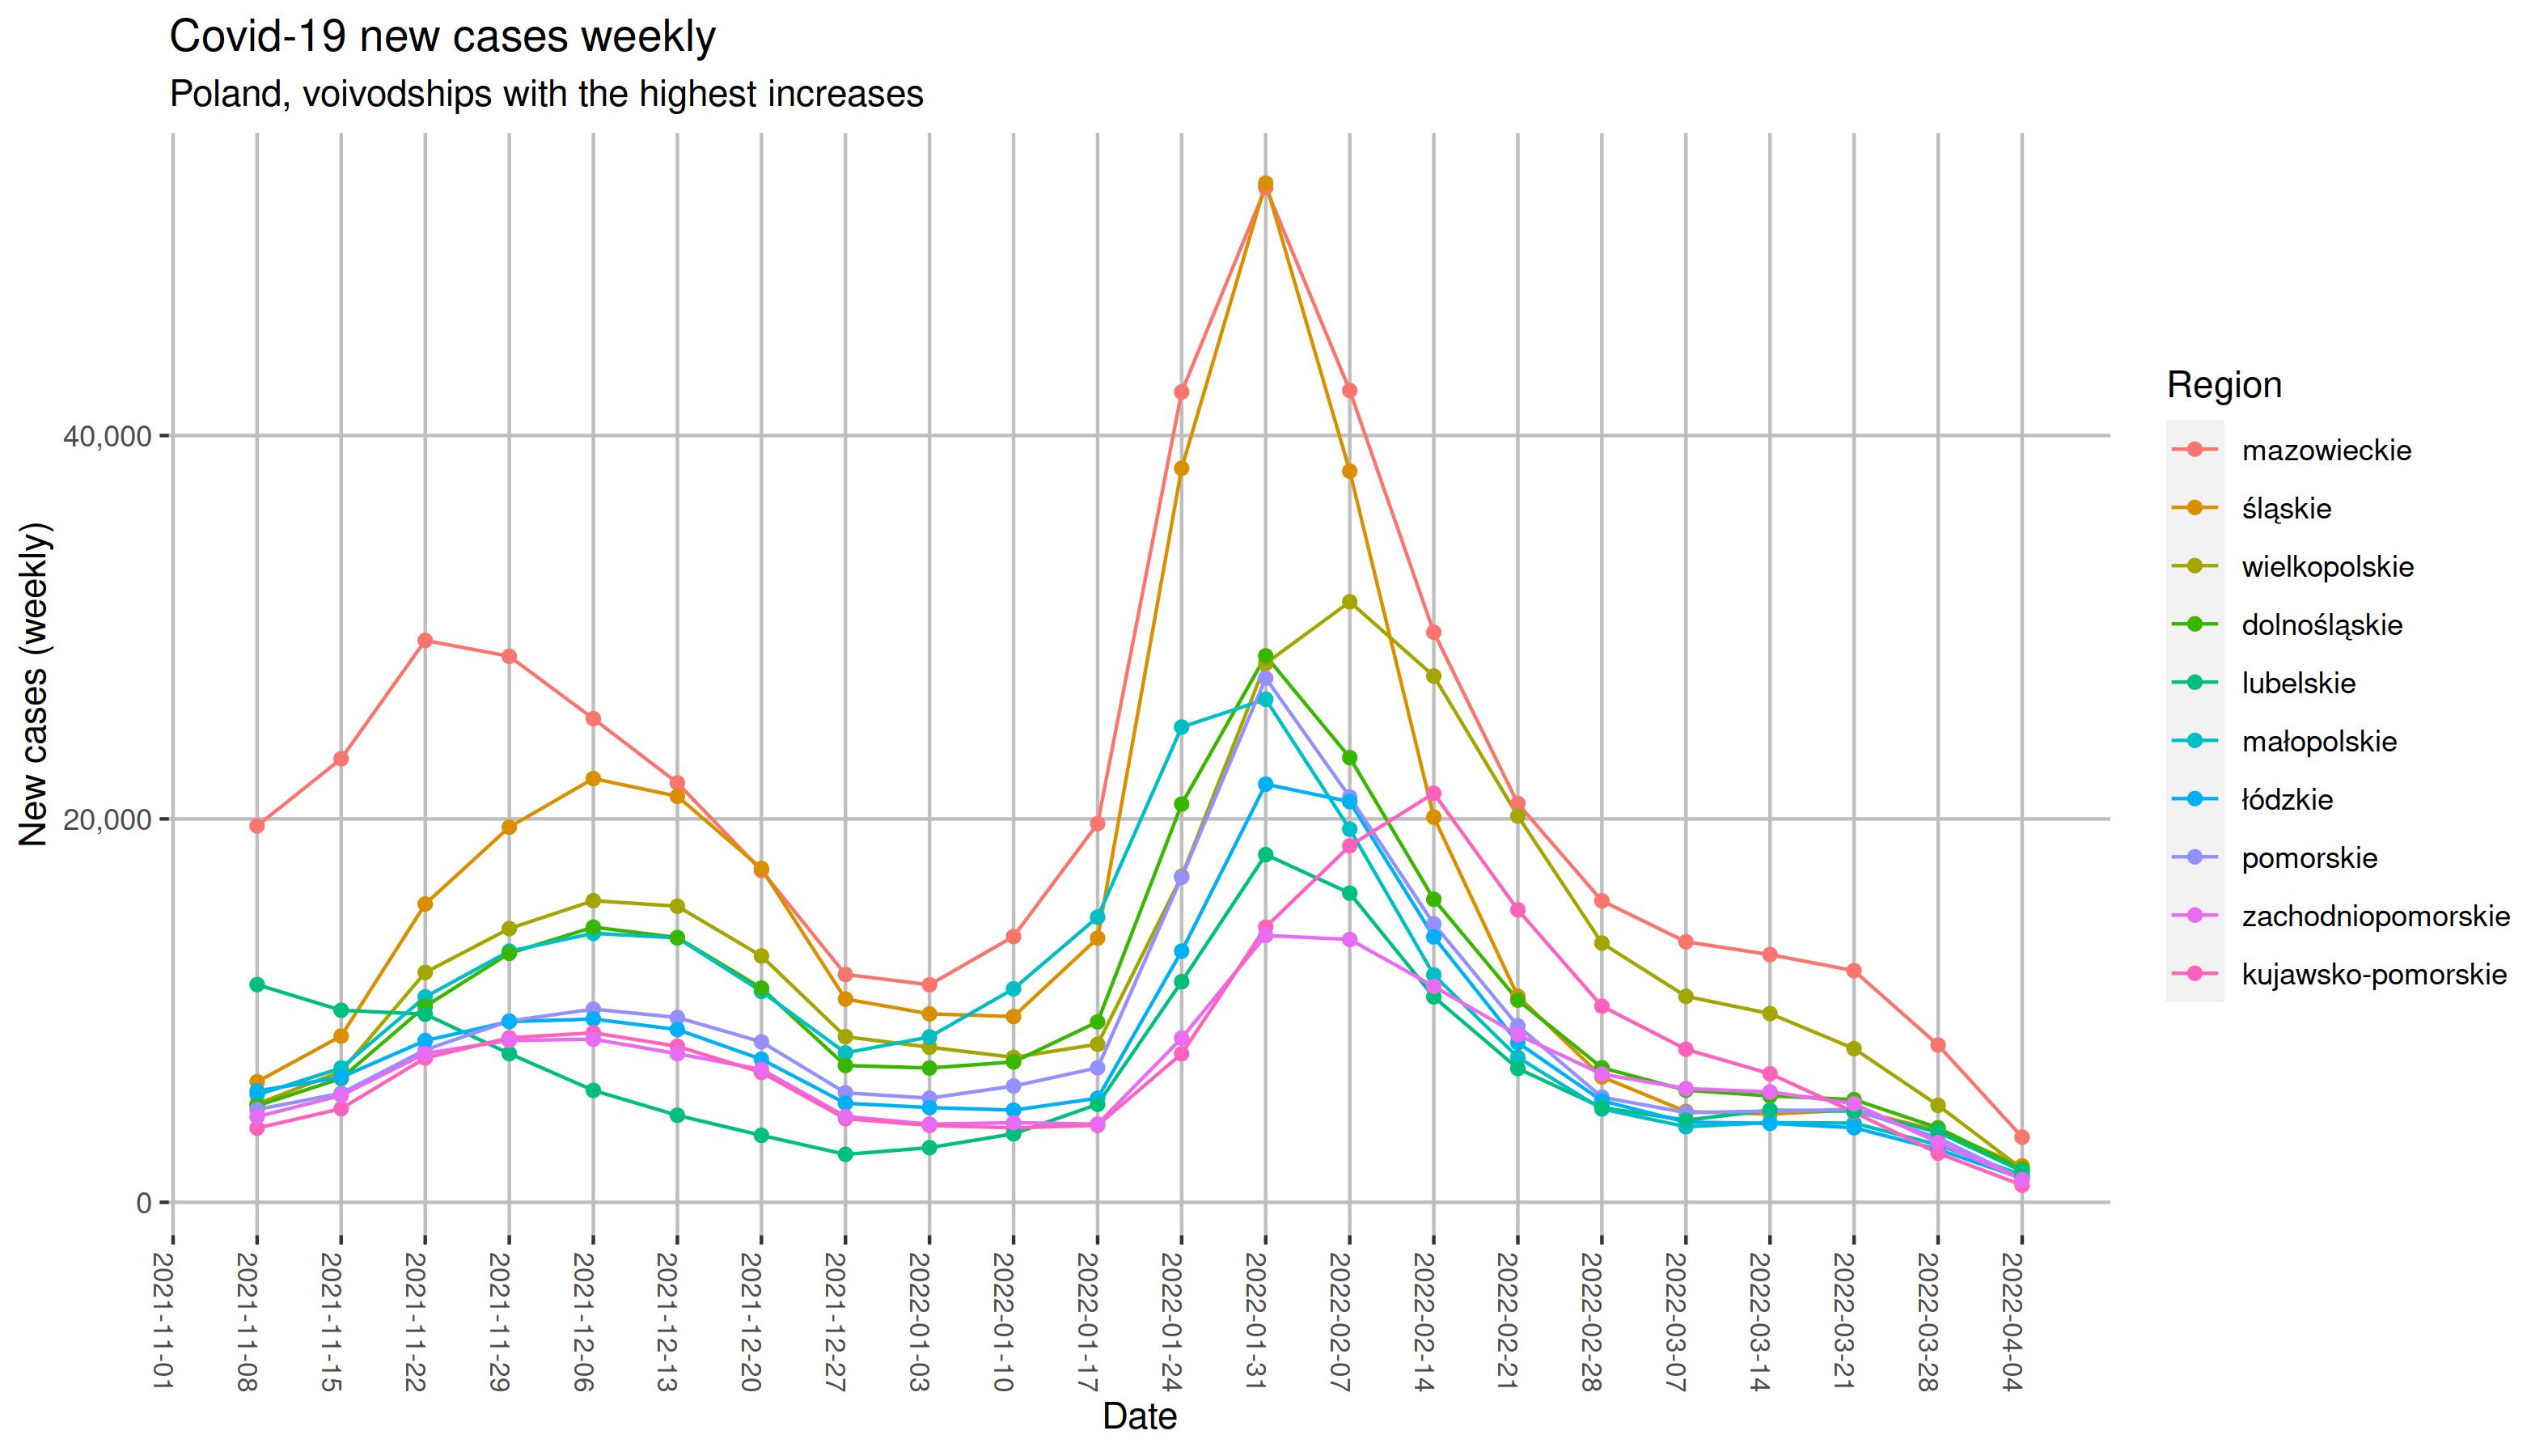 Covid-19 new cases weekly
Poland, voivodships with the highest increases
New cases (weekly)
40,000
20,000
0
2021-11-01
2021-11-08
2021-11-15
2021-11-22
2021-11-29
2021-12-06
2021-12-13
2021-12-20
2021-12-27
2022-01-03
2022-01-10
2022-01-17
2022-01-24
2022-01-31
2022-02-07
2022-02-14
2022-02-21
2022-02-28
2022-03-07
2022-03-14
2022-03-21
2022-03-28
2022-04-04
Date
Region
mazowieckie
śląskie
wielkopolskie
dolnośląskie
lubelskie
małopolskie
łódzkie
pomorskie
zachodniopomorskie
kujawsko-pomorskie